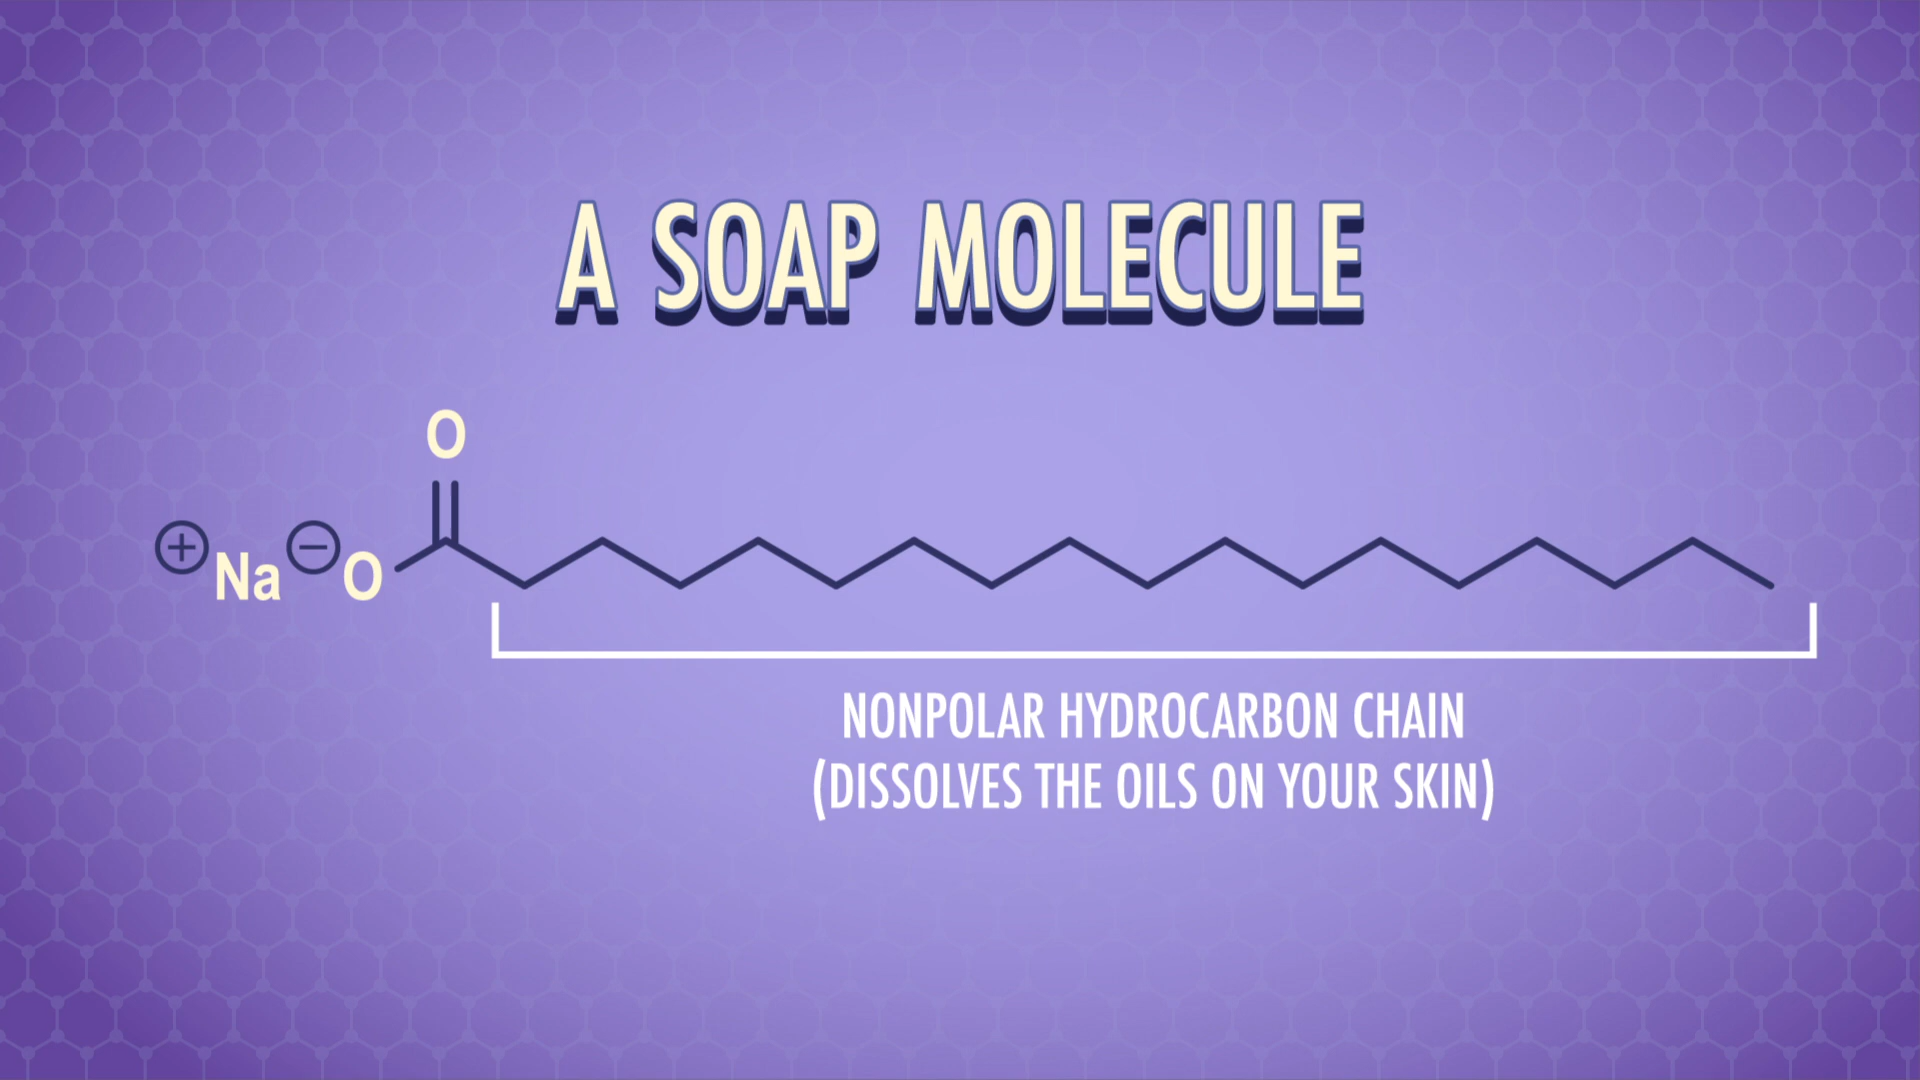 A SOAP MOLECULE
O
⊕Na ⊖O
NONPOLAR HYDROCARBON CHAIN
(DISSOLVES THE OILS ON YOUR SKIN)